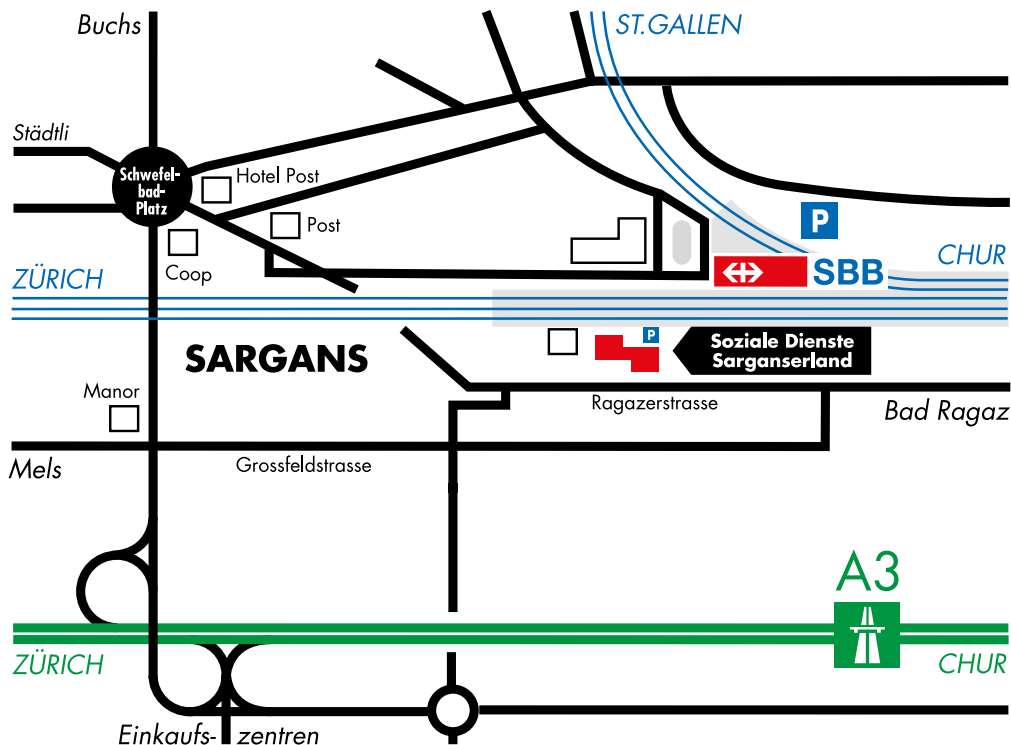 Buchs
ST.GALLEN
Städtli
Schwefel-
bad-
Platz
Hotel Post
Post
P
Coop
ZÜRICH
CHUR
SBB
P
Soziale Dienste
Sarganserland
SARGANS
Manor
Ragazerstrasse
Bad Ragaz
Mels
Grossfeldstrasse
A3
ZÜRICH
CHUR
Einkaufs- zentren